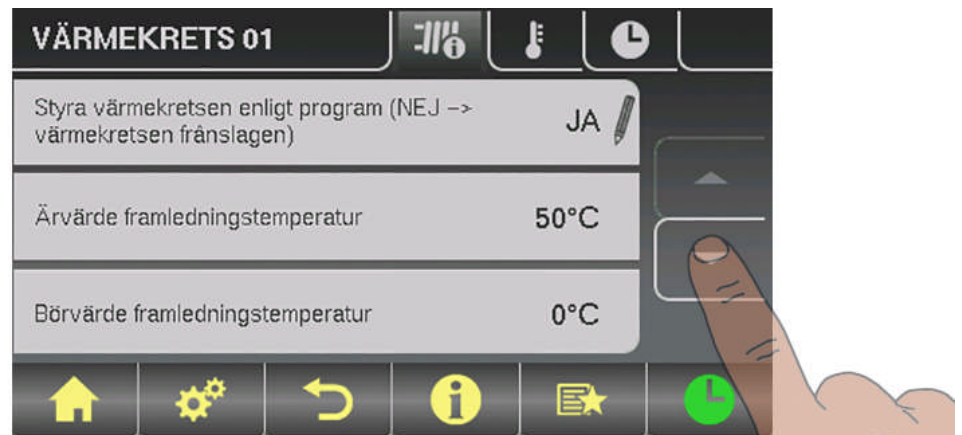 VÄRMEKRETS 01
Styra värmekretsen enligt program (NEJ –>
värmekretsen frånslagen)
JA
Ärvärde framledningstemperatur
50°C
Börvärde framledningstemperatur
0°C